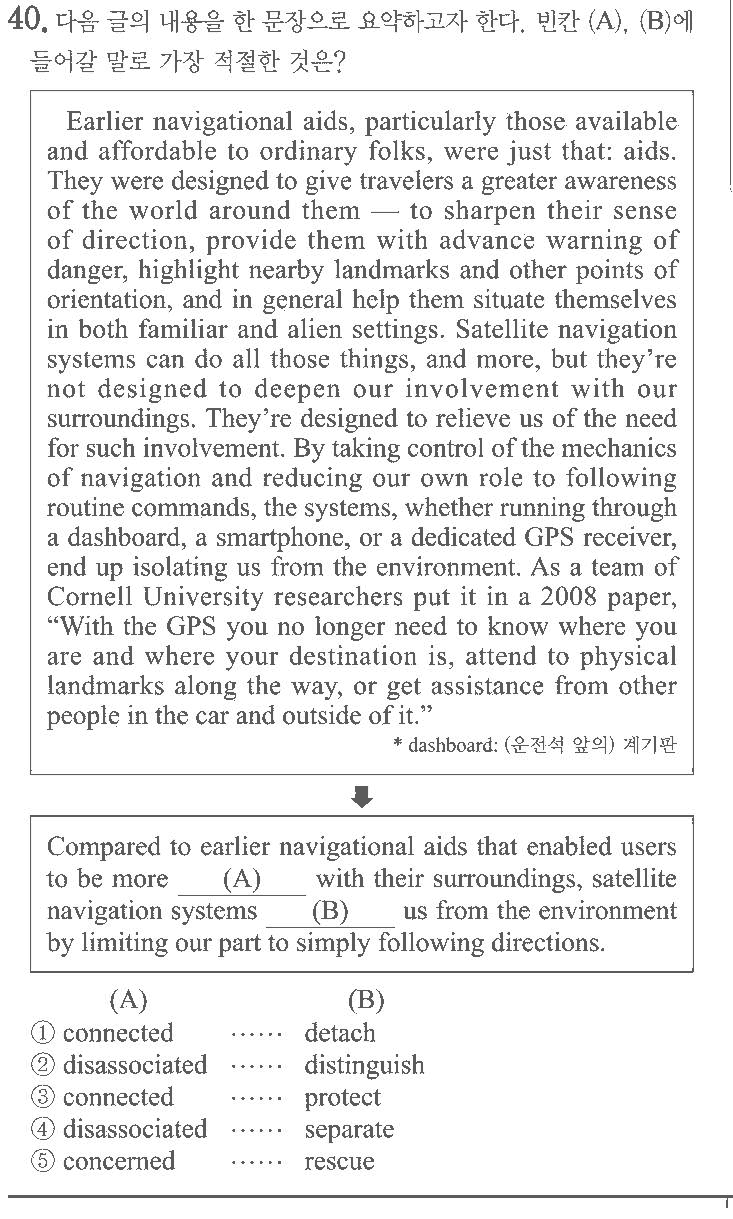 40. 다음 글의 내용을 한 문장으로 요약하고자 한다. 빈칸 (A), (B)에
들어갈 말로 가장 적절한 것은?
Earlier navigational aids, particularly those available
and affordable to ordinary folks, were just that: aids.
They were designed to give travelers a greater awareness
of the world around them — to sharpen their sense
of direction, provide them with advance warning of
danger, highlight nearby landmarks and other points of
orientation, and in general help them situate themselves
in both familiar and alien settings. Satellite navigation
systems can do all those things, and more, but they're
not designed to deepen our involvement with our
surroundings. They're designed to relieve us of the need
for such involvement. By taking control of the mechanics
of navigation and reducing our own role to following
routine commands, the systems, whether running through
a dashboard, a smartphone, or a dedicated GPS receiver,
end up isolating us from the environment. As a team of
Cornell University researchers put it in a 2008 paper,
“With the GPS you no longer need to know where you
are and where your destination is, attend to physical
landmarks along the way, or get assistance from other
people in the car and outside of it.”
* dashboard: (운전석 앞의) 계기판
Compared to earlier navigational aids that enabled users
to be more (A) with their surroundings, satellite
navigation systems (B) us from the environment
by limiting our part to simply following directions.
(A) (B)
① connected ······ detach
② disassociated ······ distinguish
③ connected ······ protect
④ disassociated ······ separate
⑤ concerned ······ rescue